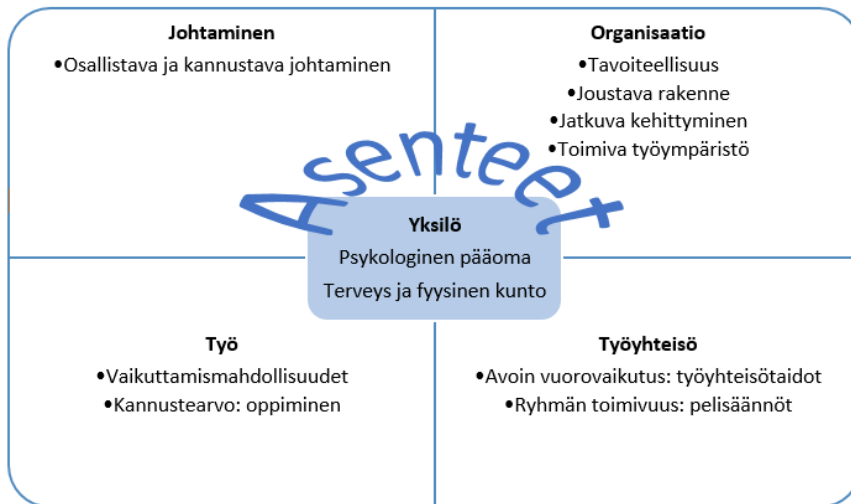 Johtaminen
•Osallistava ja kannustava johtaminen
Organisaatio
•Tavoiteellisuus
•Joustava rakenne
•Jatkuva kehittyminen
•Toimiva työympäristö
Asenteet
Yksilö
Psykologinen pääoma
Terveys ja fyysinen kunto
Työ
•Vaikuttamismahdollisuudet
•Kannustearvo: oppiminen
Työyhteisö
•Avoin vuorovaikutus: työyhteisötaidot
•Ryhmän toimivuus: pelisäännöt